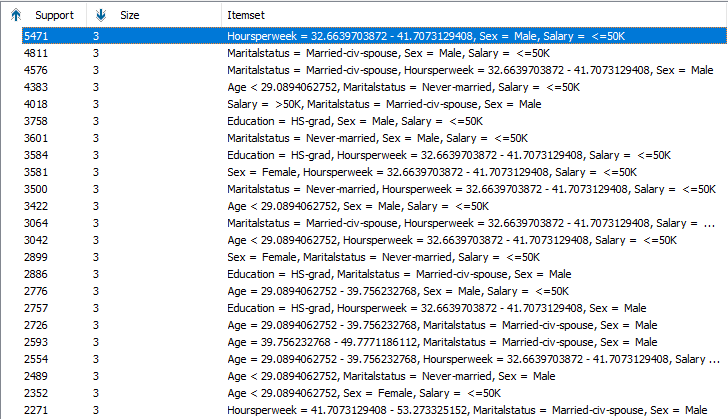 Support Size Itemset
5471 3 Hoursperweek = 32.6639703872 - 41.7073129408, Sex = Male, Salary = <=50K
4811 3 Maritalstatus = Married-civ-spouse, Sex = Male, Salary = <=50K
4576 3 Maritalstatus = Married-civ-spouse, Hoursperweek = 32.6639703872 - 41.7073129408, Sex = Male
4383 3 Age < 29.0894062752, Maritalstatus = Never-married, Salary = <=50K
4018 3 Salary = >50K, Maritalstatus = Married-civ-spouse, Sex = Male
3758 3 Education = HS-grad, Sex = Male, Salary = <=50K
3601 3 Maritalstatus = Never-married, Sex = Male, Salary = <=50K
3584 3 Education = HS-grad, Hoursperweek = 32.6639703872 - 41.7073129408, Salary = <=50K
3581 3 Sex = Female, Hoursperweek = 32.6639703872 - 41.7073129408, Salary = <=50K
3500 3 Maritalstatus = Never-married, Hoursperweek = 32.6639703872 - 41.7073129408, Salary = <=50K
3422 3 Age < 29.0894062752, Sex = Male, Salary = <=50K
3064 3 Maritalstatus = Married-civ-spouse, Hoursperweek = 32.6639703872 - 41.7073129408, Salary = ...
3042 3 Age < 29.0894062752, Hoursperweek = 32.6639703872 - 41.7073129408, Salary = <=50K
2899 3 Sex = Female, Maritalstatus = Never-married, Salary = <=50K
2886 3 Education = HS-grad, Maritalstatus = Married-civ-spouse, Sex = Male
2776 3 Age = 29.0894062752 - 39.756232768, Sex = Male, Salary = <=50K
2757 3 Education = HS-grad, Hoursperweek = 32.6639703872 - 41.7073129408, Sex = Male
2726 3 Age = 29.0894062752 - 39.756232768, Maritalstatus = Married-civ-spouse, Sex = Male
2593 3 Age = 39.756232768 - 49.7771186112, Maritalstatus = Married-civ-spouse, Sex = Male
2554 3 Age = 29.0894062752 - 39.756232768, Hoursperweek = 32.6639703872 - 41.7073129408, Salary ...
2489 3 Age < 29.0894062752, Maritalstatus = Never-married, Sex = Male
2352 3 Age < 29.0894062752, Sex = Female, Salary = <=50K
2271 3 Hoursperweek = 41.7073129408 - 53.273325152, Maritalstatus = Married-civ-spouse, Sex = Male